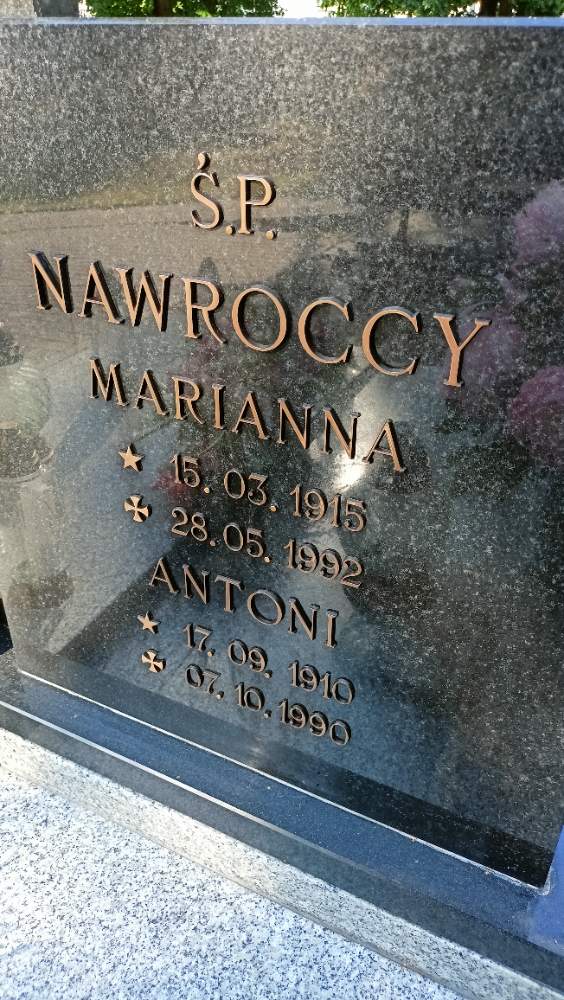 Ś.P.
NAWROCCY
MARIANNA
15. 03. 1915
28. 05. 1992
ANTONI
17. 09. 1910
07. 10. 1990